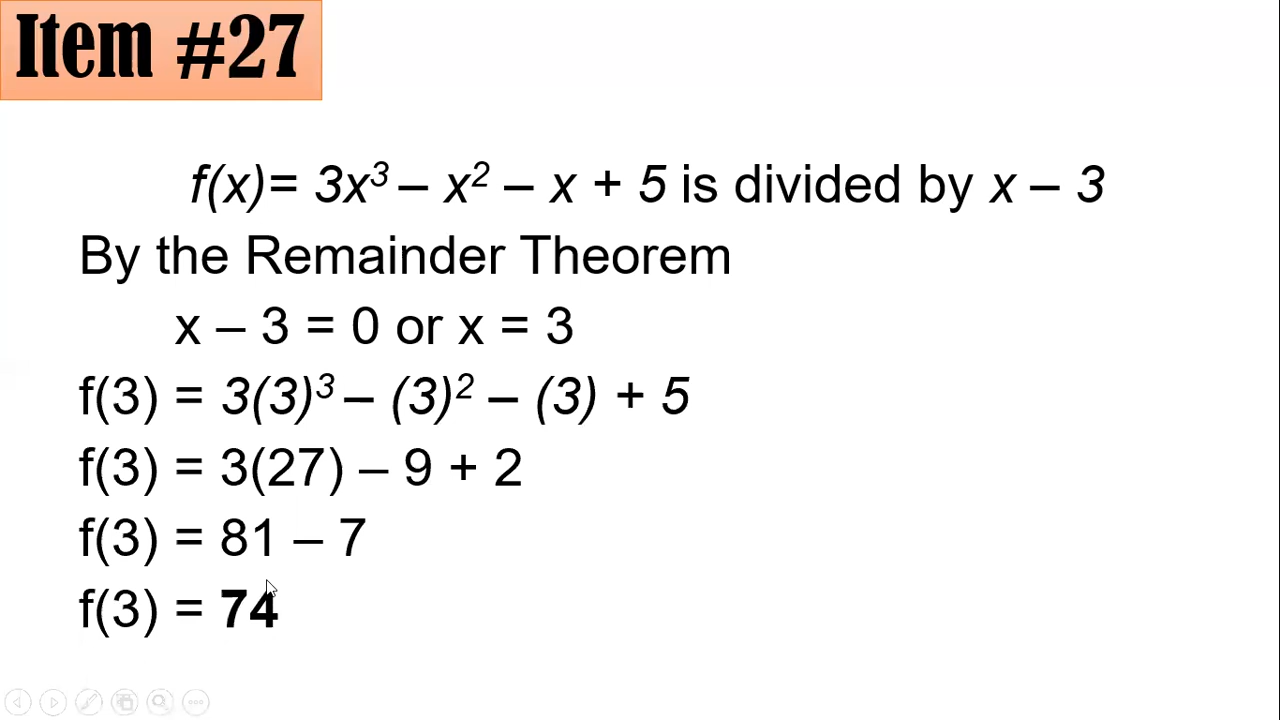 Item #27
f(x)= 3x³ – x² – x + 5 is divided by x – 3
By the Remainder Theorem
x – 3 = 0 or x = 3
f(3) = 3(3)³ – (3)² – (3) + 5
f(3) = 3(27) – 9 + 2
f(3) = 81 – 7
f(3) = 74